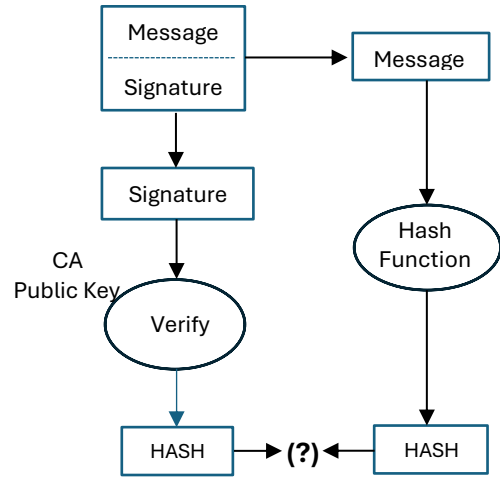 Message
Signature
Message
Signature
Hash
Function
CA
Public Key
Verify
HASH
(?)
HASH